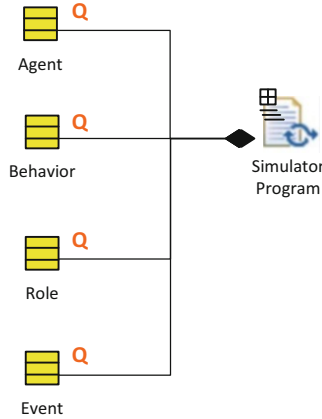 Q
Agent
Q
Behavior
Simulator
Program
Q
Role
Q
Event